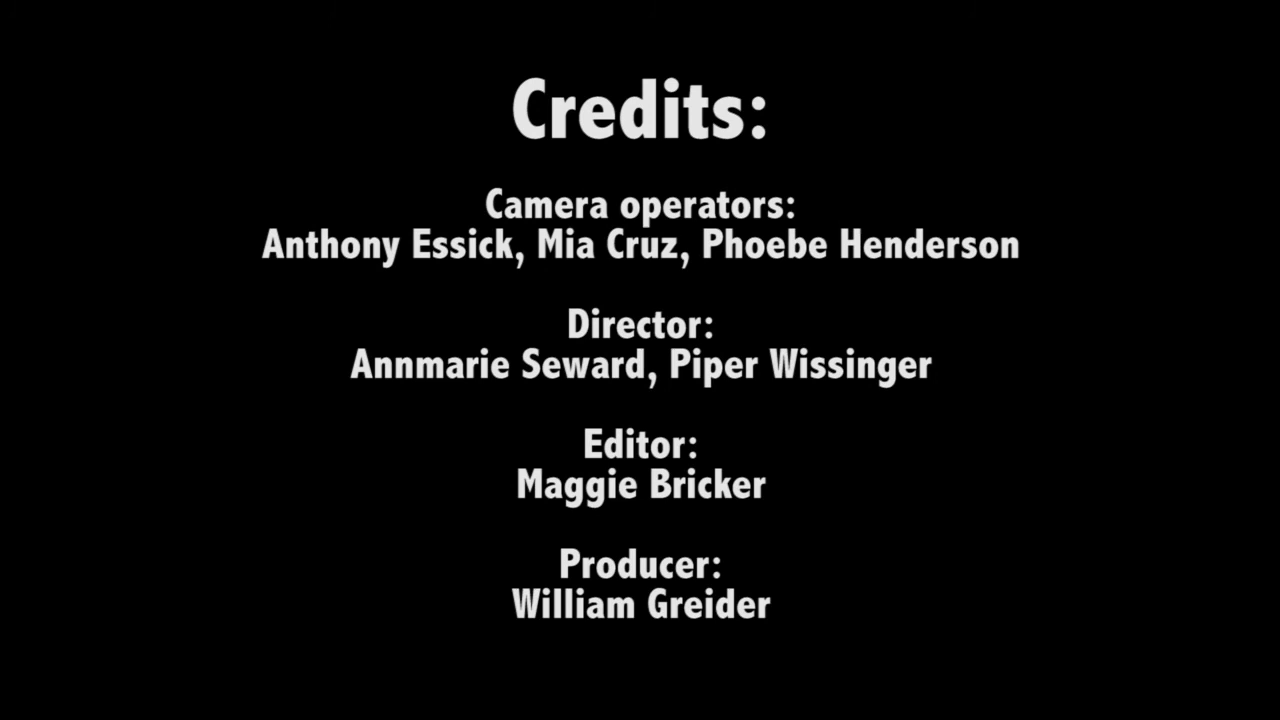 Credits:
Camera operators:
Anthony Essick, Mia Cruz, Phoebe Henderson
Director:
Annmarie Seward, Piper Wissinger
Editor:
Maggie Bricker
Producer:
William Greider